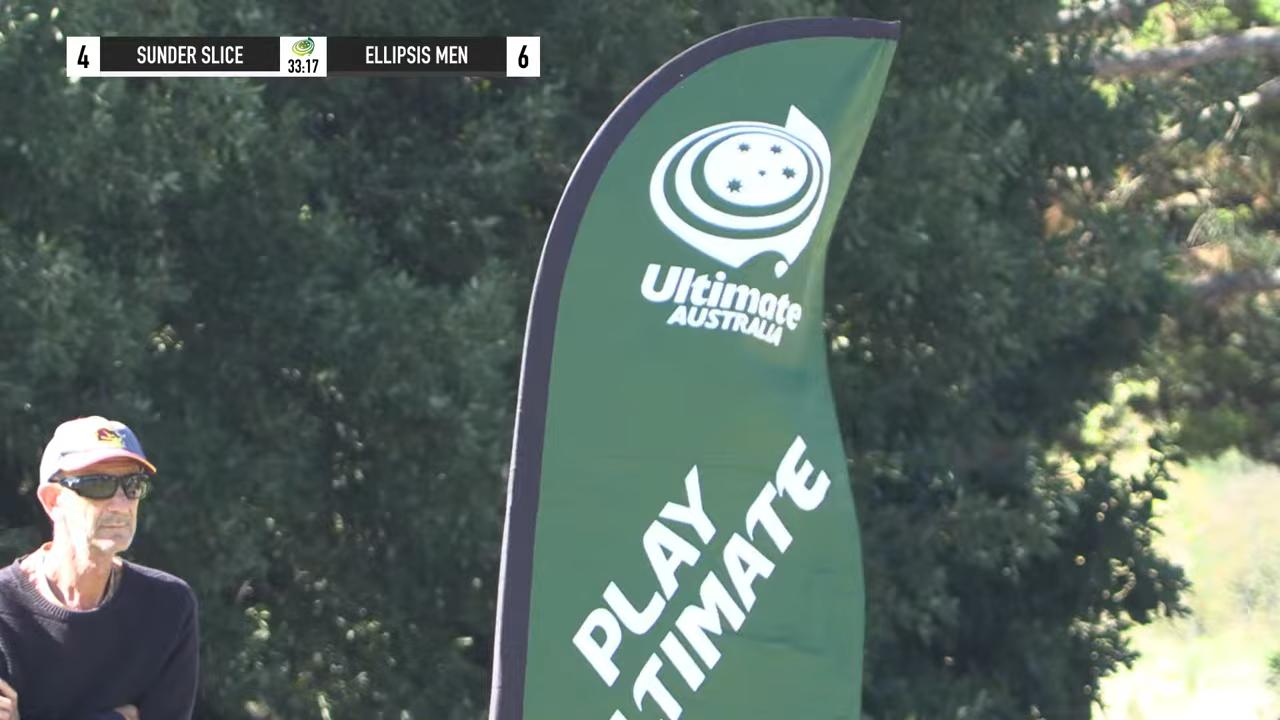 4 SUNDER SLICE 33:17 ELLIPSIS MEN 6
Ultimate
AUSTRALIA
PLAY
LTIMATE